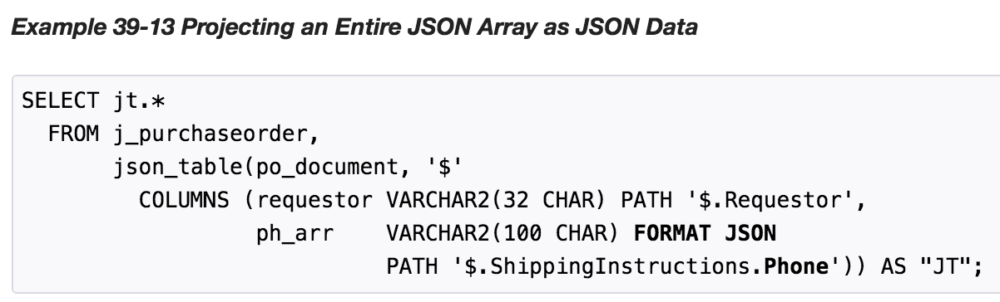 Example 39-13 Projecting an Entire JSON Array as JSON Data
SELECT jt.*
  FROM j_purchaseorder,
       json_table(po_document, '$'
         COLUMNS (requestor VARCHAR2(32 CHAR) PATH '$.Requestor',
                  ph_arr    VARCHAR2(100 CHAR) FORMAT JSON
                            PATH '$.ShippingInstructions.Phone')) AS "JT";